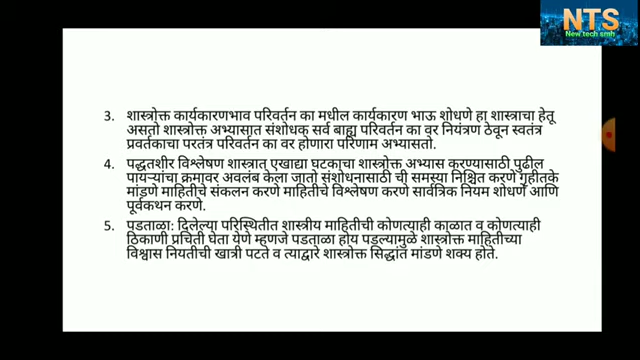 NTS
New tech smh
3. शास्त्रोक्त कार्यकारणभाव परिवर्तन का मधील कार्यकारण भाऊ शोधणे हा शास्त्राचा हेतू
असतो शास्त्रोक्त अभ्यासात संशोधक सर्व बाह्य परिवर्तन का वर नियंत्रण ठेवून स्वतंत्र
प्रवर्तकाचा परतंत्र परिवर्तन का वर होणारा परिणाम अभ्यासतो.
4. पद्धतशीर विश्लेषण शास्त्रात् एखाद्या घटकाचा शास्त्रोक्त अभ्यास करण्यासाठी पुढील
पायऱ्यांचा क्रमावर अवलंब केला जातो संशोधनासाठी ची समस्या निश्चित करणे गृहीतके
मांडणे माहितीचे संकलन करणे माहितीचे विश्लेषण करणे सार्वत्रिक नियम शोधणे आणि
पूर्वकथन करणे.
5. पडताळा: दिलेल्या परिस्थितीत शास्त्रीय माहितीची कोणत्याही काळात व कोणत्याही
ठिकाणी प्रचिती घेता येणे म्हणजे पडताळा होय पडल्यामुळे शास्त्रोक्त माहितीच्या
विश्वास नियतीची खात्री पटते व त्याद्वारे शास्त्रोक्त सिद्धांत मांडणे शक्य होते.